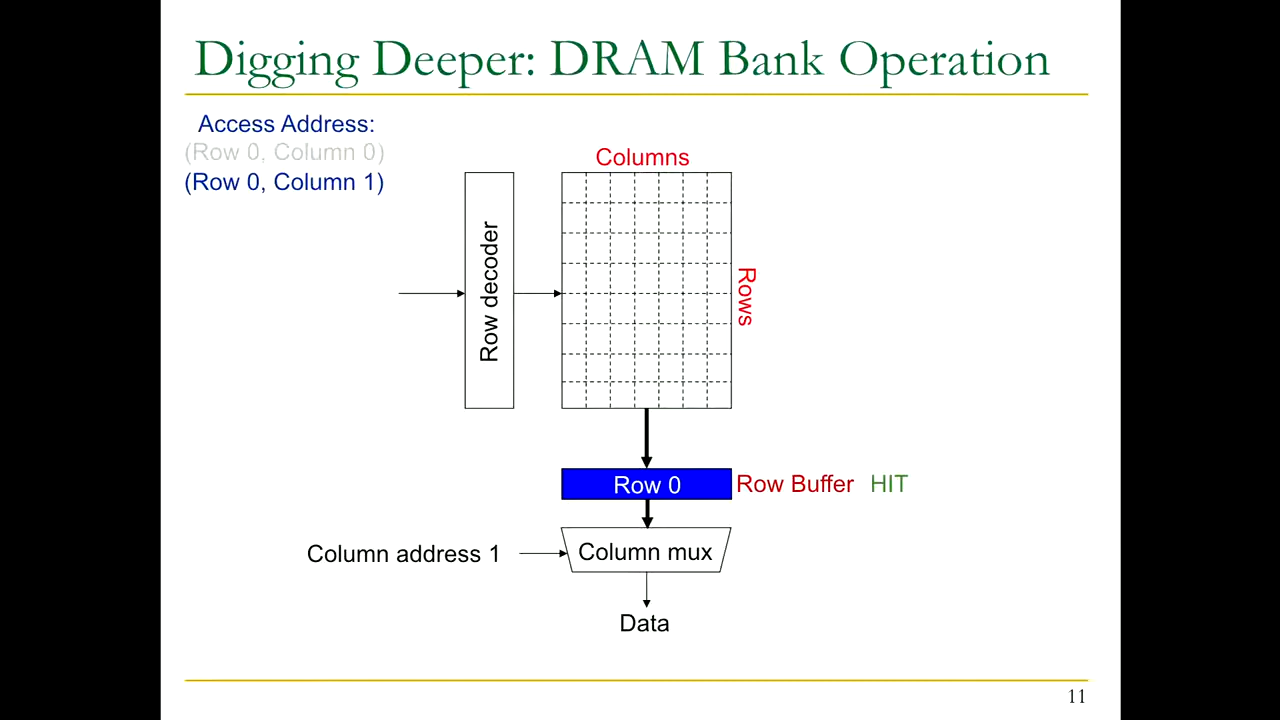 Digging Deeper: DRAM Bank Operation
Access Address:
(Row 0, Column 0)
(Row 0, Column 1)
Columns
Row decoder
Rows
Row 0
Row Buffer
HIT
Column address 1
Column mux
Data
11